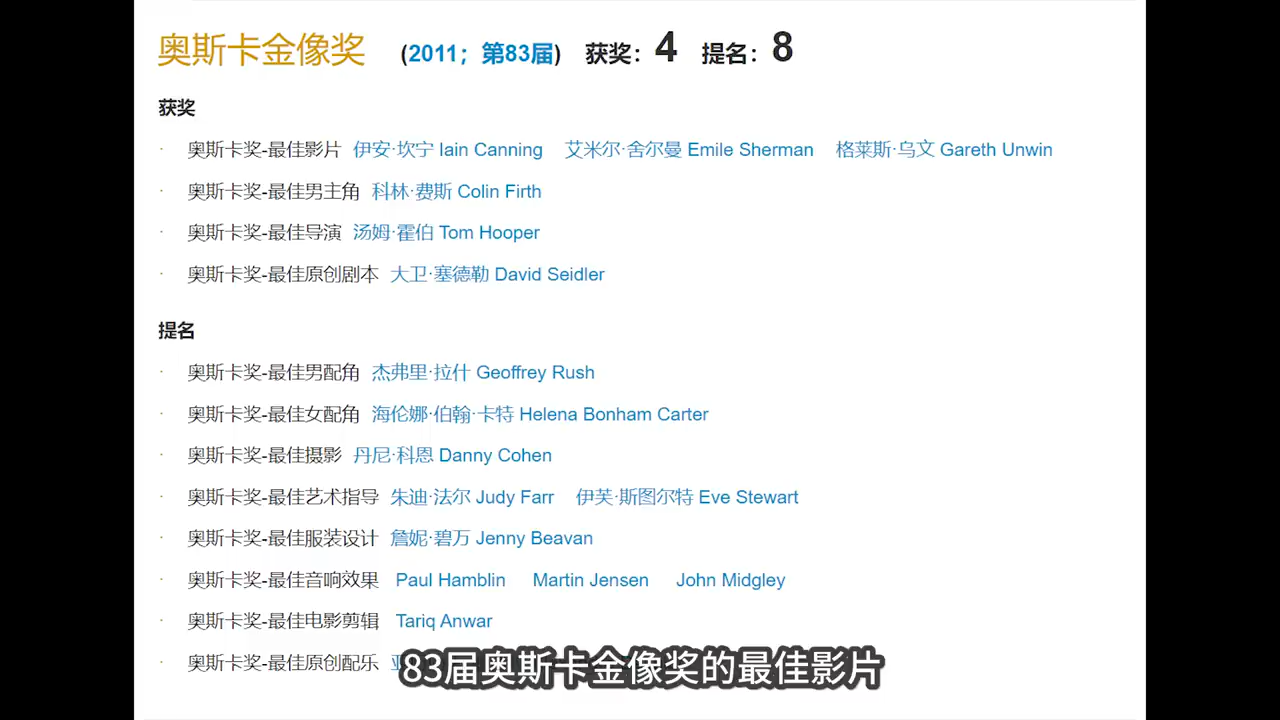 奥斯卡金像奖 (2011；第83届) 获奖：4 提名：8
获奖
· 奥斯卡奖-最佳影片 伊安·坎宁 Iain Canning 艾米尔·舍尔曼 Emile Sherman 格莱斯·乌文 Gareth Unwin
· 奥斯卡奖-最佳男主角 科林·费斯 Colin Firth
· 奥斯卡奖-最佳导演 汤姆·霍伯 Tom Hooper
· 奥斯卡奖-最佳原创剧本 大卫·塞德勒 David Seidler
提名
· 奥斯卡奖-最佳男配角 杰弗里·拉什 Geoffrey Rush
· 奥斯卡奖-最佳女配角 海伦娜·伯翰·卡特 Helena Bonham Carter
· 奥斯卡奖-最佳摄影 丹尼·科恩 Danny Cohen
· 奥斯卡奖-最佳艺术指导 朱迪·法尔 Judy Farr 伊芙·斯图尔特 Eve Stewart
· 奥斯卡奖-最佳服装设计 詹妮·碧万 Jenny Beavan
· 奥斯卡奖-最佳音响效果 Paul Hamblin Martin Jensen John Midgley
· 奥斯卡奖-最佳电影剪辑 Tariq Anwar
· 奥斯卡奖-最佳原创配乐
83届奥斯卡金像奖的最佳影片